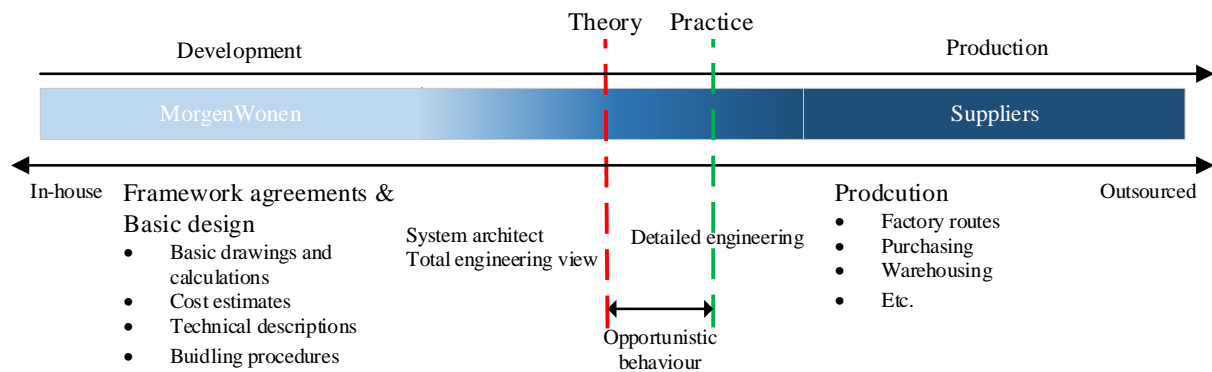 Theory
Practice
Development
Production
MorgenWonen
Suppliers
In-house
Outsourced
Framework agreements &
Basic design
• Basic drawings and
calculations
• Cost estimates
• Technical descriptions
• Buidling procedures
System architect
Total engineering view
Detailed engineering
Opportunistic
behaviour
Prodcution
• Factory routes
• Purchasing
• Warehousing
• Etc.